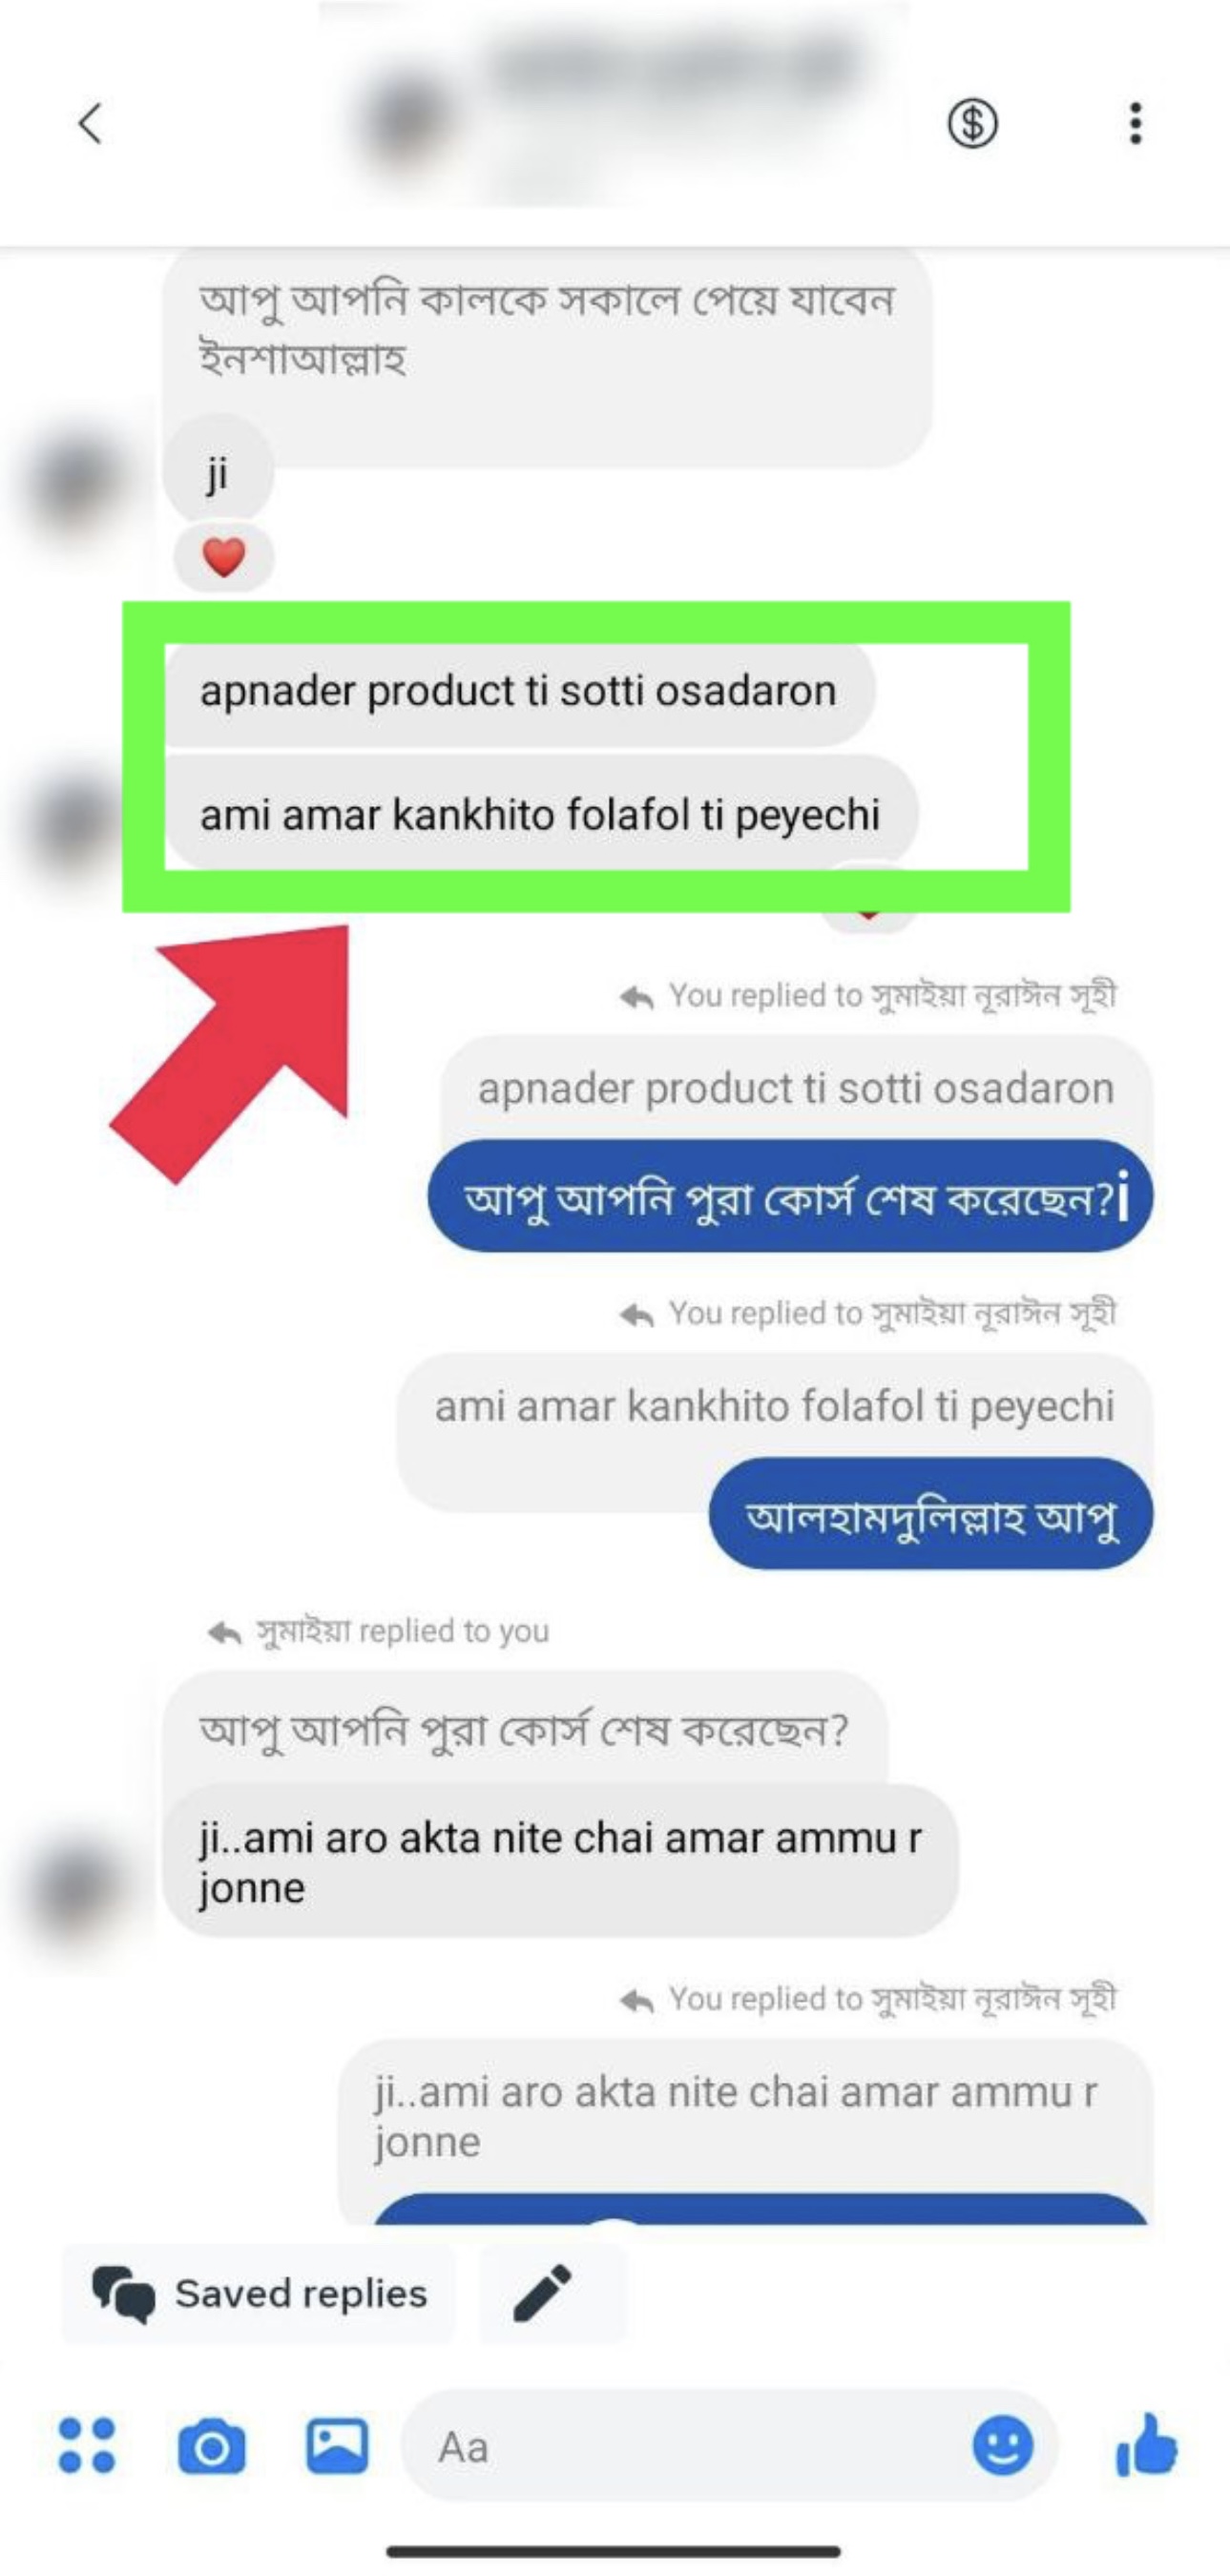 আপু আপনি কালকে সকালে পেয়ে যাবেন
ইনশাআল্লাহ
ji
apnader product ti sotti osadaron
ami amar kankhito folafol ti peyechi
You replied to সুমাইয়া নূরাঈন সূহী
apnader product ti sotti osadaron
আপু আপনি পুরা কোর্স শেষ করেছেন?i
You replied to সুমাইয়া নূরাঈন সূহী
ami amar kankhito folafol ti peyechi
আলহামদুলিল্লাহ আপু
সুমাইয়া replied to you
আপু আপনি পুরা কোর্স শেষ করেছেন?
ji..ami aro akta nite chai amar ammu r
jonne
You replied to সুমাইয়া নূরাঈন সূহী
ji..ami aro akta nite chai amar ammu r
jonne
Saved replies
Aa